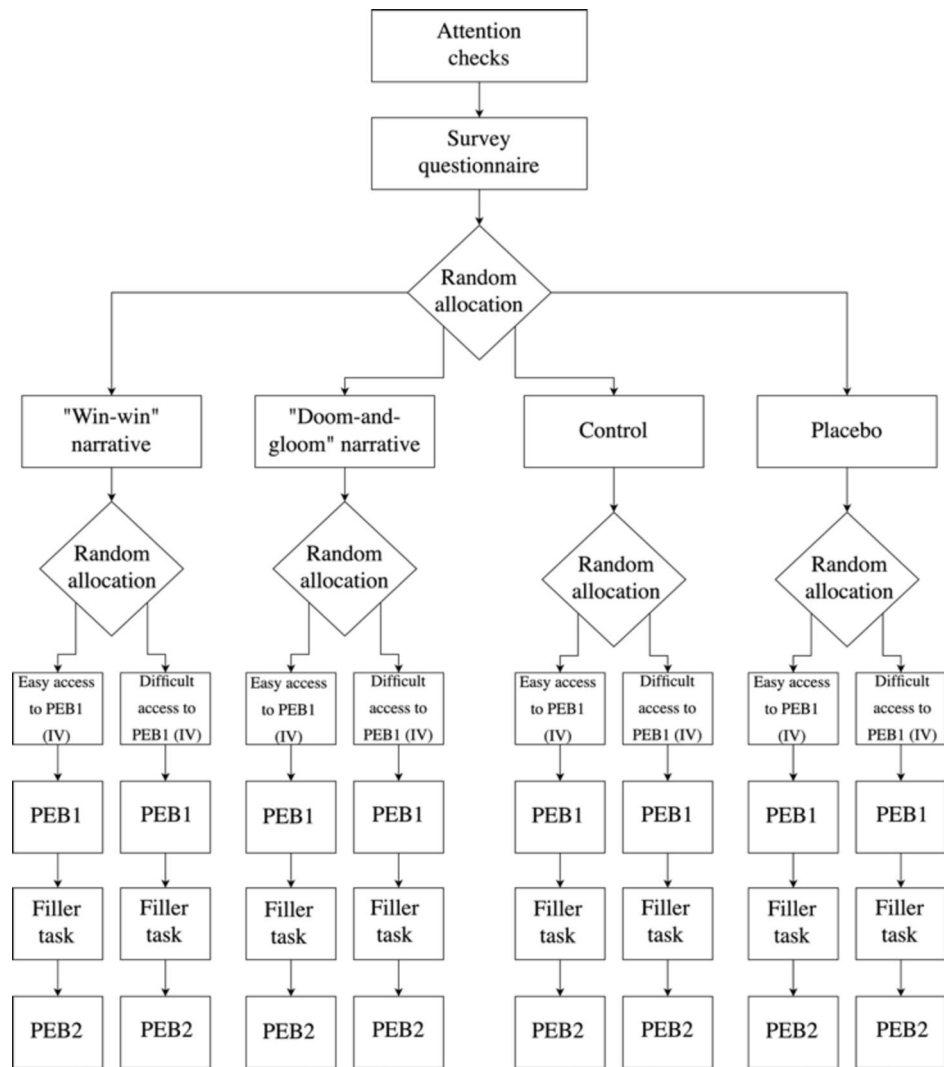 Attention
checks
Survey
questionnaire
Random
allocation
"Win-win"
narrative
"Doom-and-
gloom" narrative
Control
Placebo
Random
allocation
Random
allocation
Random
allocation
Random
allocation
Easy access
to PEB1
(IV)
Difficult
access to
PEB1 (IV)
Easy access
to PEB1
(IV)
Difficult
access to
PEB1 (IV)
Easy access
to PEB1
(IV)
Difficult
access to
PEB1 (IV)
Easy access
to PEB1
(IV)
Difficult
access to
PEB1 (IV)
PEB1
PEB1
PEB1
PEB1
PEB1
PEB1
PEB1
PEB1
Filler
task
Filler
task
Filler
task
Filler
task
Filler
task
Filler
task
Filler
task
Filler
task
PEB2
PEB2
PEB2
PEB2
PEB2
PEB2
PEB2
PEB2